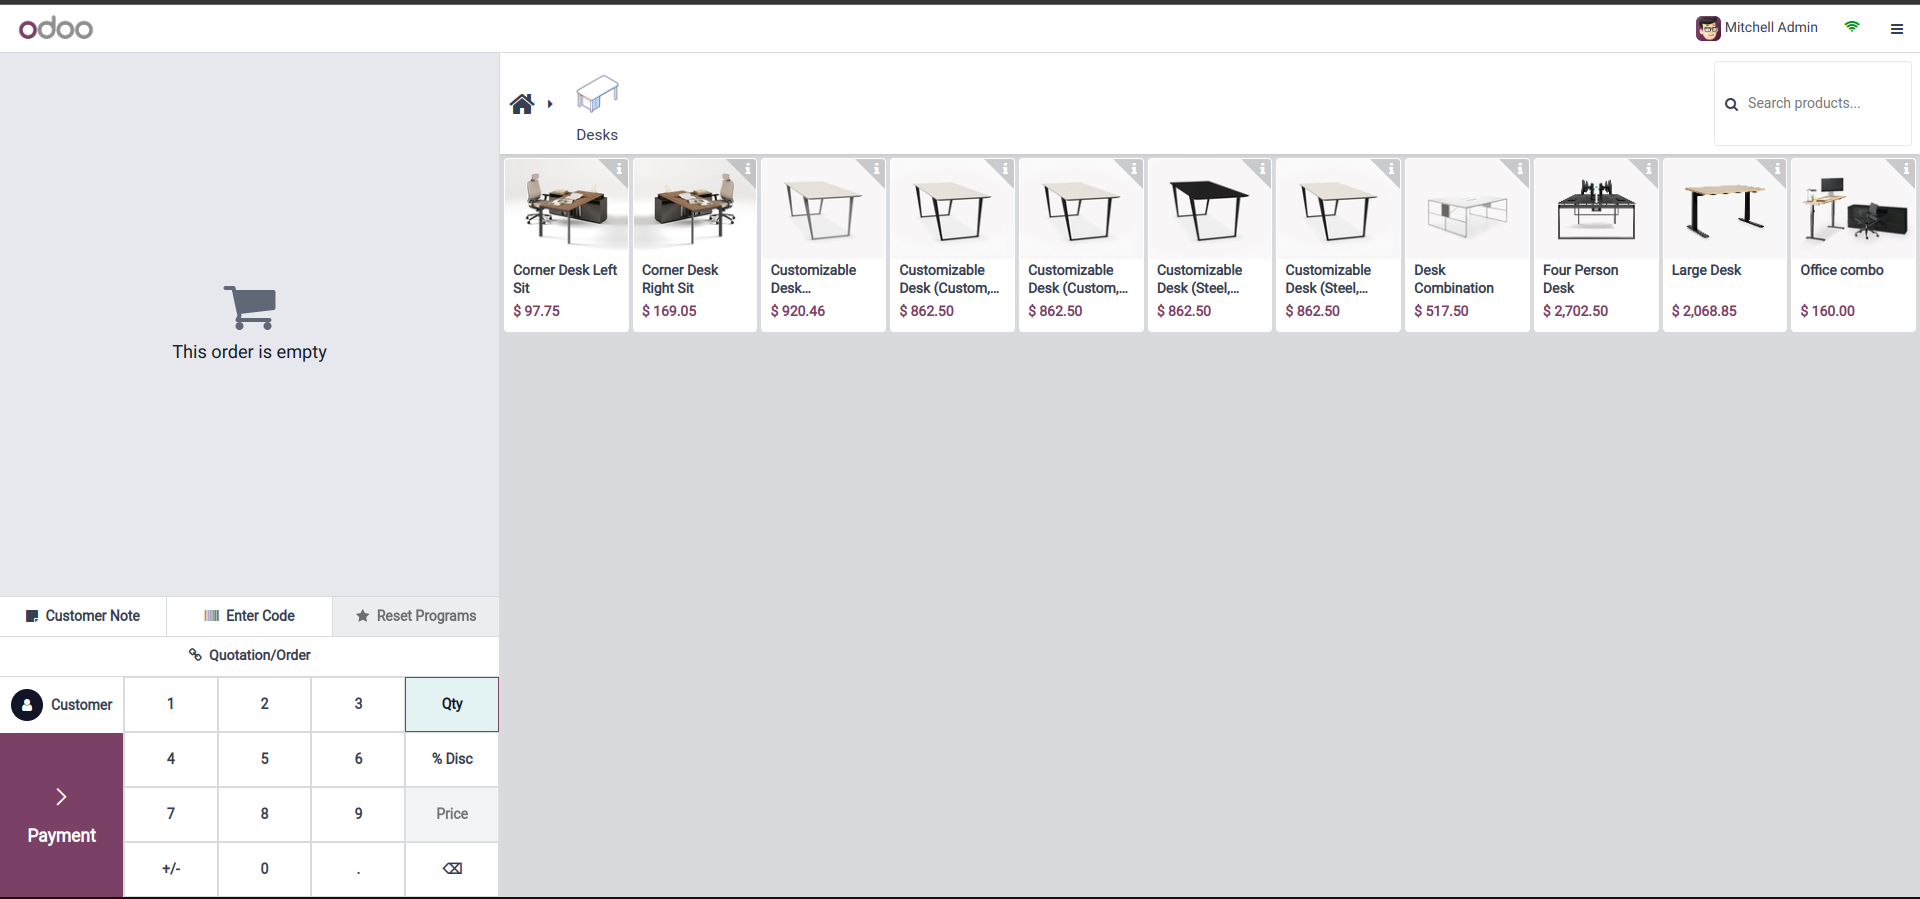 odoo
Mitchell Admin
Desks
Search products...
Corner Desk Left
Sit
$ 97.75
Corner Desk
Right Sit
$ 169.05
Customizable
Desk...
$ 920.46
Customizable
Desk (Custom,...
$ 862.50
Customizable
Desk (Custom,...
$ 862.50
Customizable
Desk (Steel,...
$ 862.50
Customizable
Desk (Steel,...
$ 862.50
Desk
Combination
$ 517.50
Four Person
Desk
$ 2,702.50
Large Desk
$ 2,068.85
Office combo
$ 160.00
This order is empty
Customer Note
Enter Code
Reset Programs
Quotation/Order
Customer
1 2 3 Qty
4 5 6 % Disc
7 8 9 Price
Payment
+/- 0 .